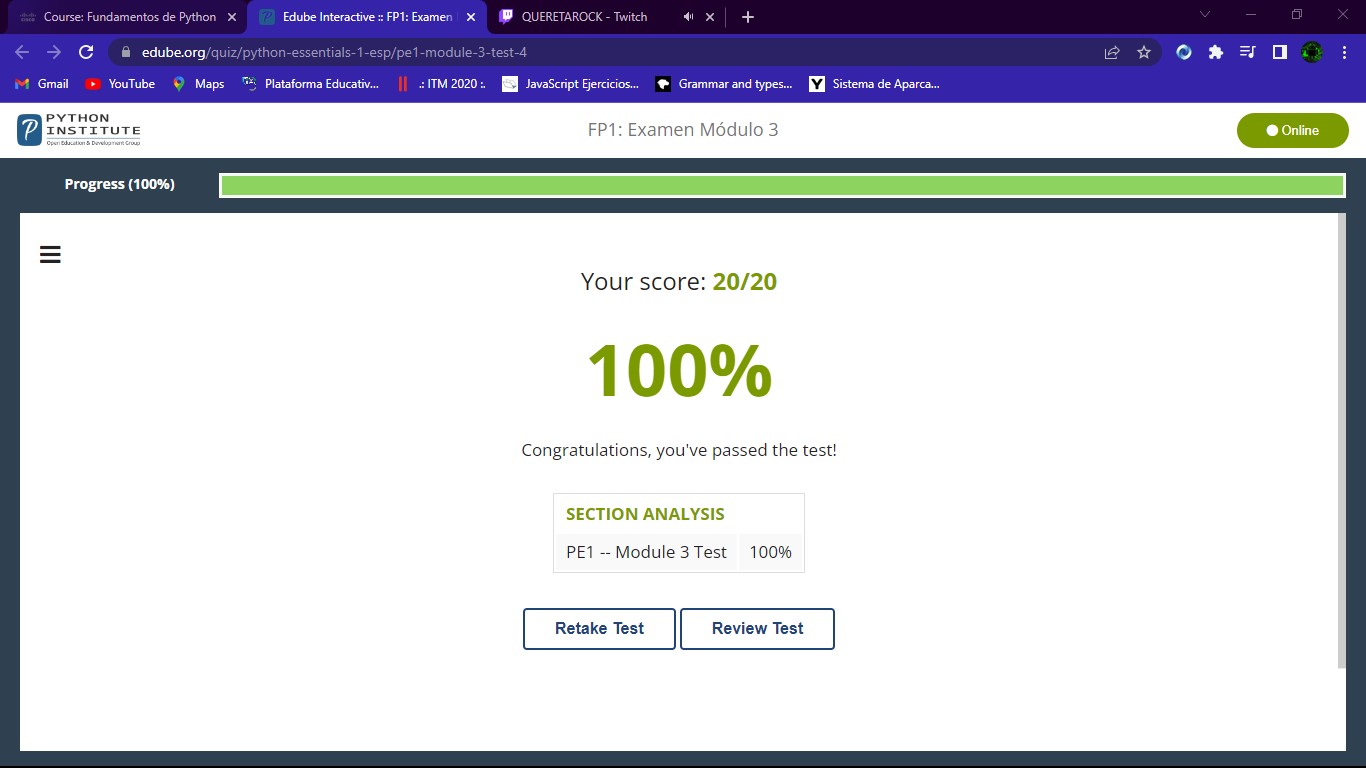 Course: Fundamentos de Python
Edube Interactive :: FP1: Examen
QUERETAROCK - Twitch
edube.org/quiz/python-essentials-1-esp/pe1-module-3-test-4
Gmail
YouTube
Maps
Plataforma Educativ...
.: ITM 2020 :.
JavaScript Ejercicios...
Grammar and types...
Y
Sistema de Aparca...
PYTHON
INSTITUTE
Open Education & Development Group
FP1: Examen Módulo 3
Online
Progress (100%)
Your score: 20/20
100%
Congratulations, you've passed the test!
SECTION ANALYSIS
PE1 -- Module 3 Test 100%
Retake Test
Review Test